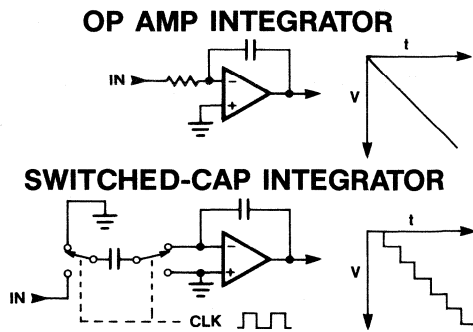 OP AMP INTEGRATOR
IN
−
+
t
V
SWITCHED-CAP INTEGRATOR
−
+
t
V
IN
CLK